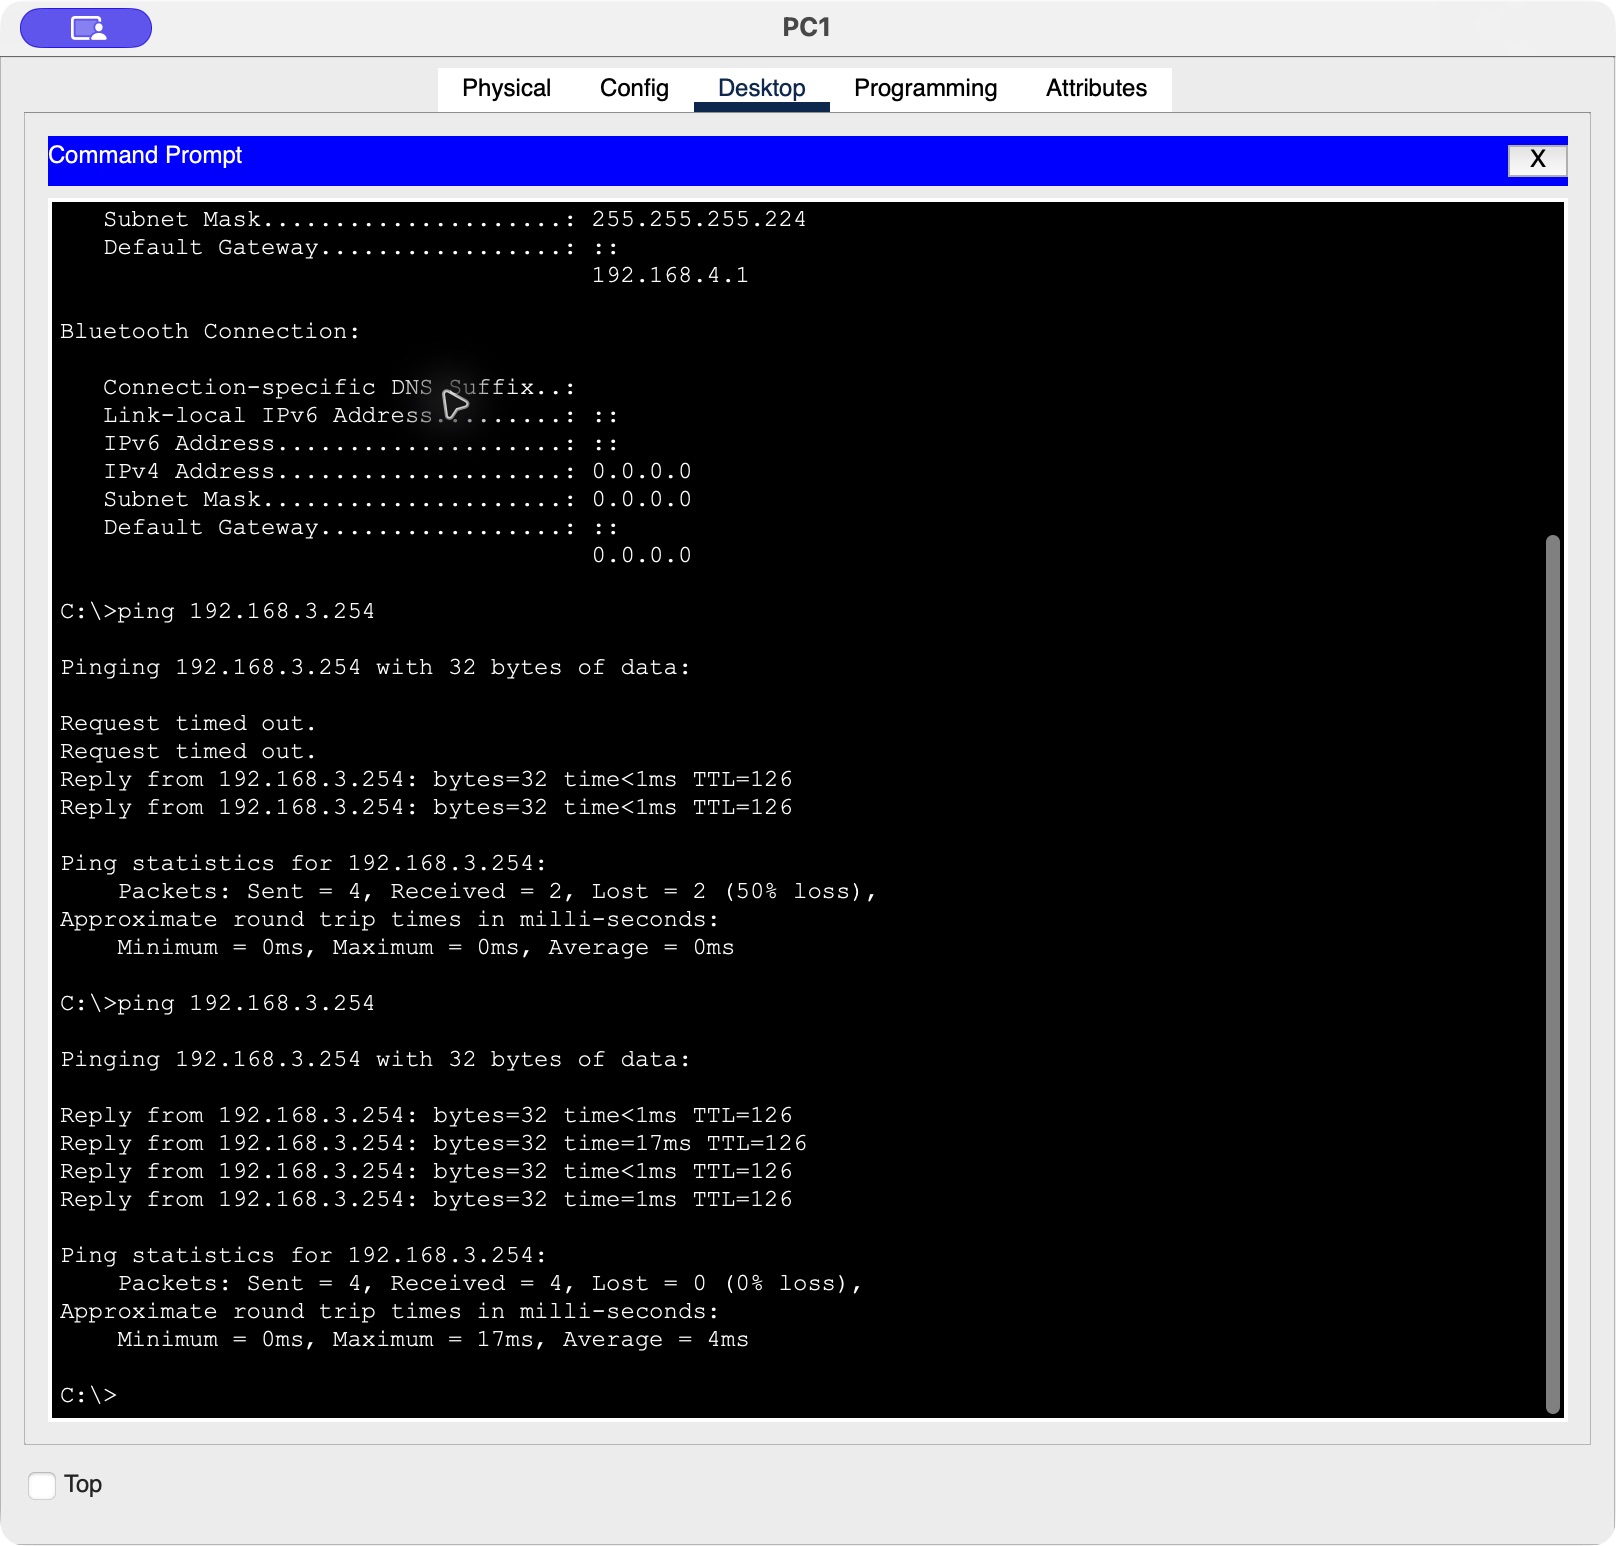 PC1
Physical Config Desktop Programming Attributes
Command Prompt
X
Subnet Mask.....................: 255.255.255.224
Default Gateway.................: ::
192.168.4.1
Bluetooth Connection:
Connection-specific DNS Suffix..:
Link-local IPv6 Address.........: ::
IPv6 Address....................: ::
IPv4 Address....................: 0.0.0.0
Subnet Mask.....................: 0.0.0.0
Default Gateway.................: ::
0.0.0.0
C:\>ping 192.168.3.254
Pinging 192.168.3.254 with 32 bytes of data:
Request timed out.
Request timed out.
Reply from 192.168.3.254: bytes=32 time<1ms TTL=126
Reply from 192.168.3.254: bytes=32 time<1ms TTL=126
Ping statistics for 192.168.3.254:
Packets: Sent = 4, Received = 2, Lost = 2 (50% loss),
Approximate round trip times in milli-seconds:
Minimum = 0ms, Maximum = 0ms, Average = 0ms
C:\>ping 192.168.3.254
Pinging 192.168.3.254 with 32 bytes of data:
Reply from 192.168.3.254: bytes=32 time<1ms TTL=126
Reply from 192.168.3.254: bytes=32 time=17ms TTL=126
Reply from 192.168.3.254: bytes=32 time<1ms TTL=126
Reply from 192.168.3.254: bytes=32 time=1ms TTL=126
Ping statistics for 192.168.3.254:
Packets: Sent = 4, Received = 4, Lost = 0 (0% loss),
Approximate round trip times in milli-seconds:
Minimum = 0ms, Maximum = 17ms, Average = 4ms
C:\>
Top